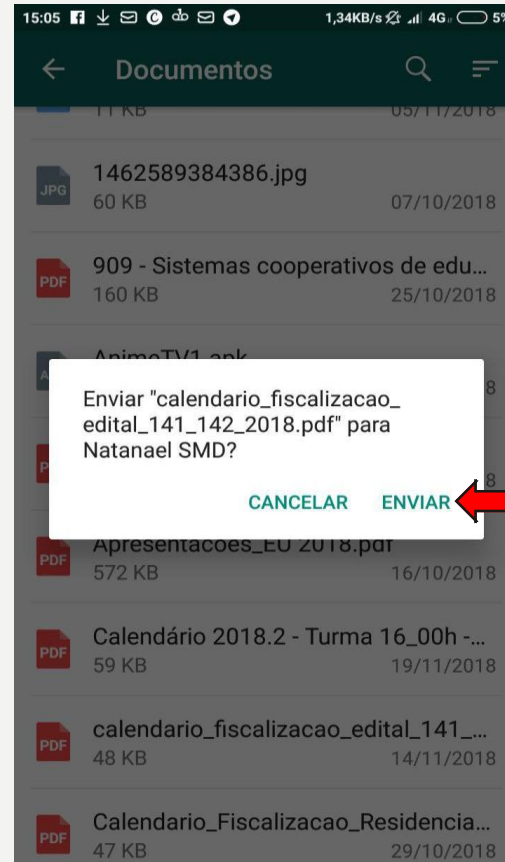 15:05 1,34KB/s 4G 5%
Documentos
11 KB 05/11/2018
JPG
1462589384386.jpg
60 KB 07/10/2018
PDF
909 - Sistemas cooperativos de edu...
160 KB 25/10/2018
AnimeTV1.apk
A 8
Enviar "calendario_fiscalizacao_
edital_141_142_2018.pdf" para
Natanael SMD?
CANCELAR ENVIAR
P 8
Apresentacoes_EU 2018.pdf
PDF
572 KB 16/10/2018
Calendário 2018.2 - Turma 16_00h -...
PDF
59 KB 19/11/2018
calendario_fiscalizacao_edital_141_...
PDF
48 KB 14/11/2018
Calendario_Fiscalizacao_Residencia...
PDF
47 KB 29/10/2018